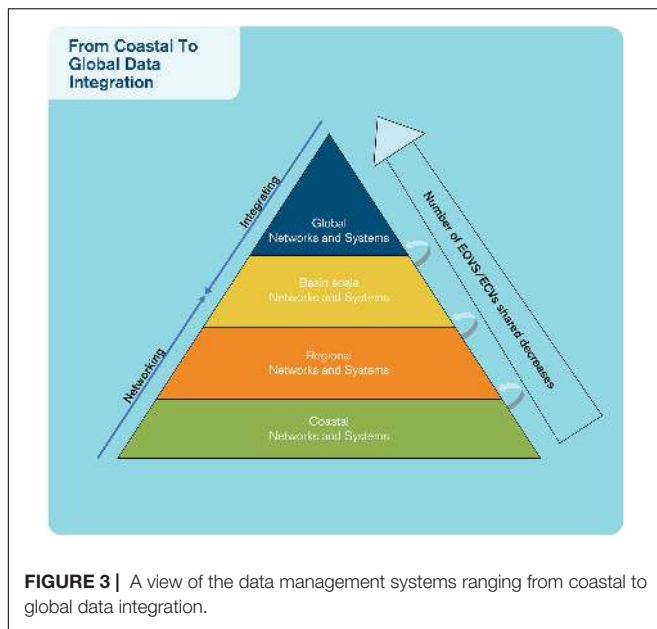 From Coastal To
Global Data
Integration
Integrating
Networking
Global
Networks and Systems
Basin scale
Networks and Systems
Regional
Networks and Systems
Coastal
Networks and Systems
Number of EOVS/ECVs shared decreases
FIGURE 3 | A view of the data management systems ranging from coastal to
global data integration.